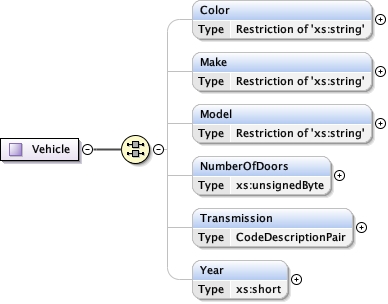 Color
Type Restriction of 'xs:string'
Make
Type Restriction of 'xs:string'
Model
Type Restriction of 'xs:string'
Vehicle
NumberOfDoors
Type xs:unsignedByte
Transmission
Type CodeDescriptionPair
Year
Type xs:short